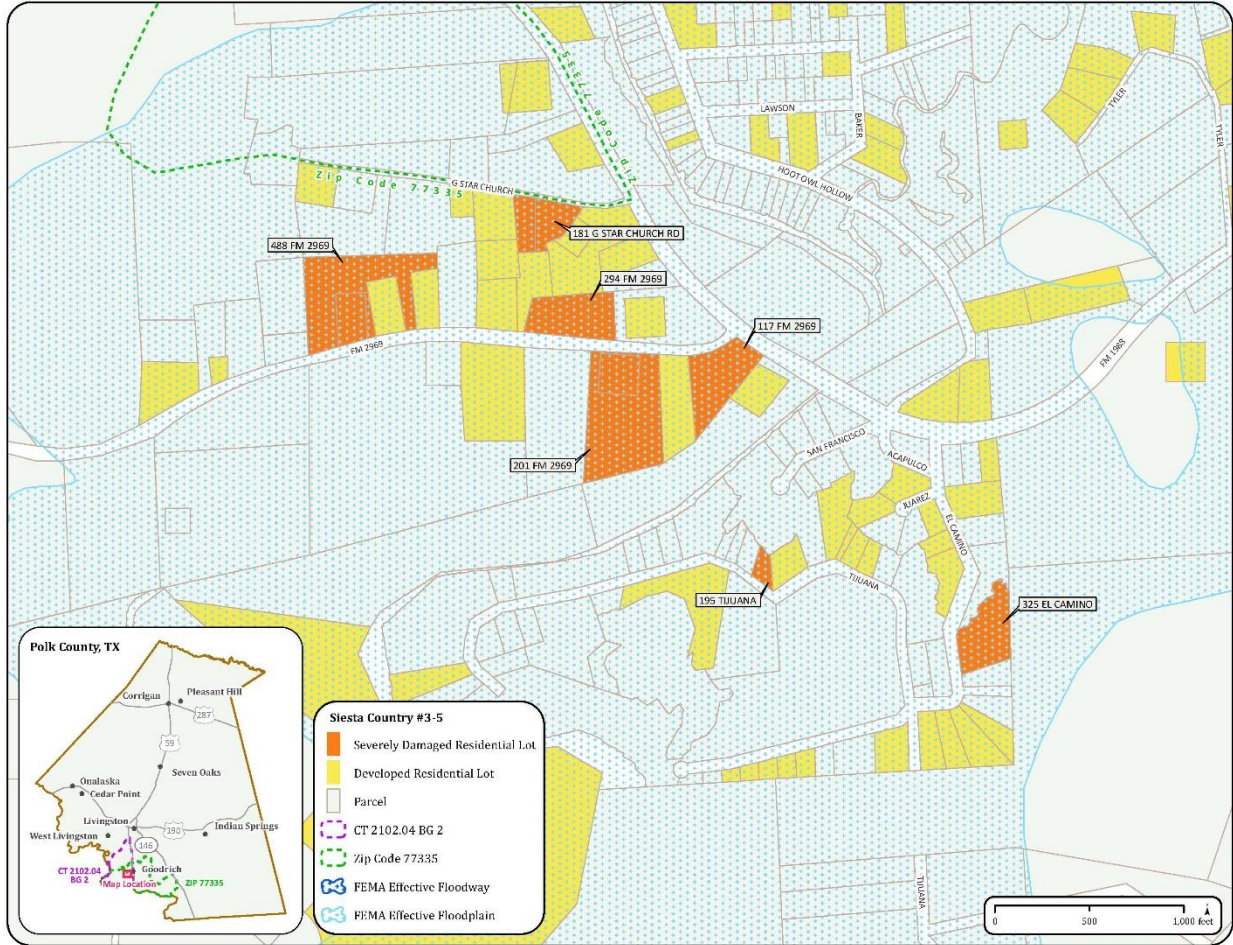 Zip Code 77335
LAWSON
BAKER
TYLER
TYLER
HOOT OWL HOLLOW
G STAR CHURCH
Zip Code 77335
181 G STAR CHURCH RD
488 FM 2969
294 FM 2969
117 FM 2969
FM 2969
FM 1988
SAN FRANCISCO
ACAPULCO
201 FM 2969
JUAREZ
EL CAMINO
TIJUANA
195 TIJUANA
325 EL CAMINO
TIJUANA
Polk County, TX
Corrigan
Pleasant Hill
287
59
Seven Oaks
Onalaska
Cedar Point
Livingston
190
Indian Springs
West Livingston
146
CT 2102.04
BG 2
Goodrich
ZIP 77335
Map Location
Siesta Country #3-5
Severely Damaged Residential Lot
Developed Residential Lot
Parcel
CT 2102.04 BG 2
Zip Code 77335
FEMA Effective Floodway
FEMA Effective Floodplain
0 500 1,000 feet